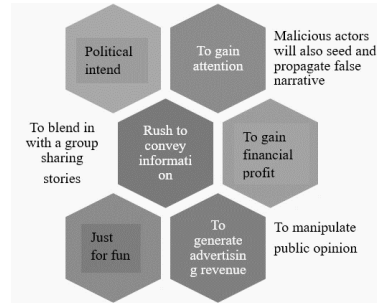 Political
intend
To gain
attention
Malicious actors
will also seed and
propagate false
narrative
To blend in
with a group
sharing
stories
Rush to
convey
informati
on
To gain
financial
profit
Just
for fun
To
generate
advertisin
g revenue
To manipulate
public opinion